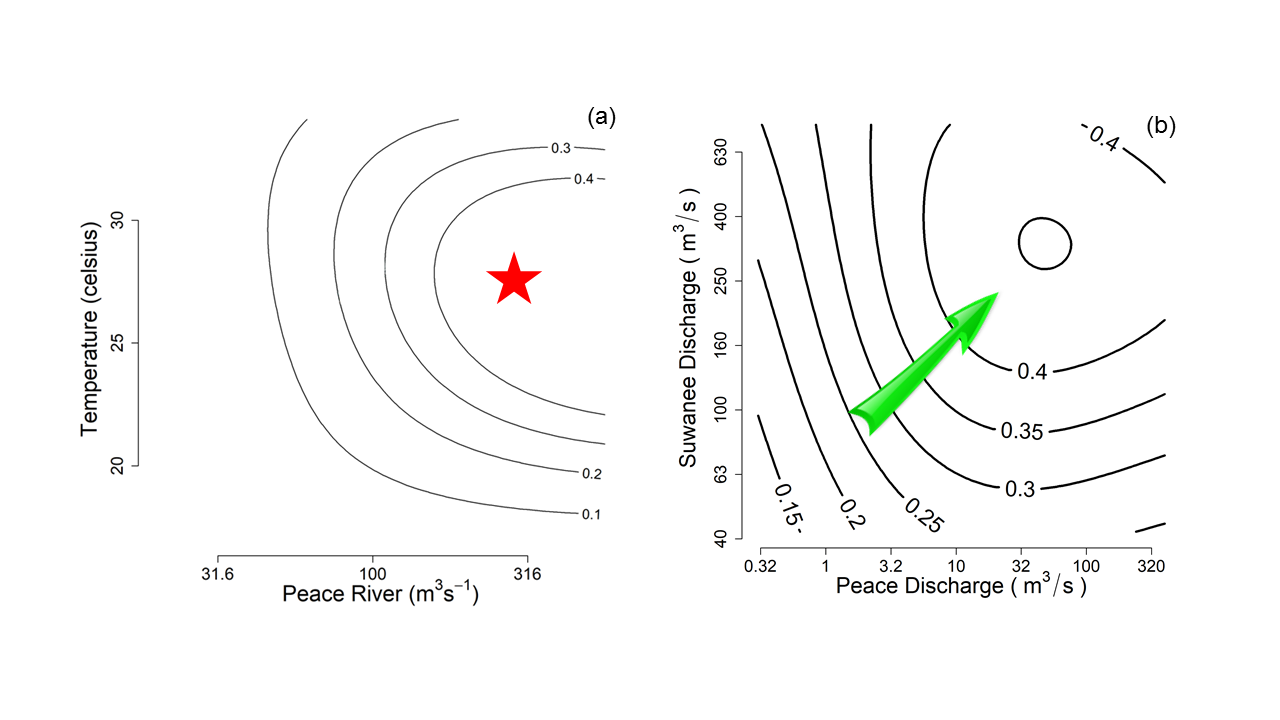 (a)
0.3
0.4
0.2
0.1
30
25
20
Temperature (celsius)
31.6 100 316
Peace River (m³s⁻¹)
(b)
0.4
0.4
0.35
0.3
0.25
0.2
0.15
630
400
250
160
100
63
40
Suwanee Discharge ( m³/s )
0.32 1 3.2 10 32 100 320
Peace Discharge ( m³/s )